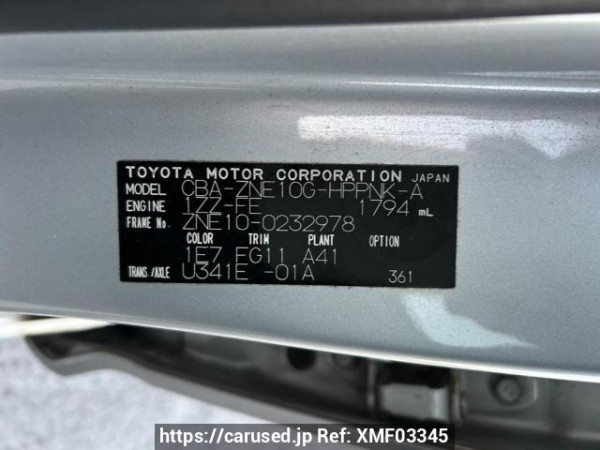 TOYOTA MOTOR CORPORATION JAPAN
MODEL CBA-ZNE10G-HPPNK-A
ENGINE 1ZZ-FE 1794 mL
FRAME No. ZNE10-0232978
COLOR TRIM PLANT OPTION
1E7 EG11 A41
TRANS./AXLE U341E -01A 361
https://carused.jp Ref: XMF03345